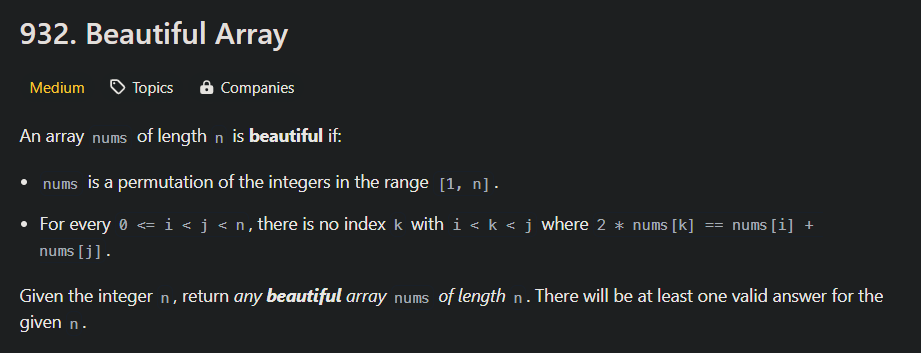 932. Beautiful Array
Medium Topics Companies
An array nums of length n is beautiful if:
• nums is a permutation of the integers in the range [1, n].
• For every 0 <= i < j < n, there is no index k with i < k < j where 2 * nums[k] == nums[i] +
nums[j].
Given the integer n, return any beautiful array nums of length n. There will be at least one valid answer for the
given n.